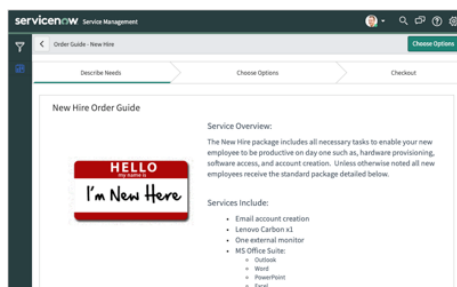 servicenow Service Management
Order Guide - New Hire
Choose Options
Describe Needs
Choose Options
Checkout
New Hire Order Guide
HELLO
my name is
I'm New Here
Service Overview:
The New Hire package includes all necessary tasks to enable your new
employee to be productive on day one such as, hardware provisioning,
software access, and account creation. Unless otherwise noted all new
employees receive the standard package detailed below.
Services Include:
Email account creation
Lenovo Carbon x1
One external monitor
MS Office Suite:
Outlook
Word
PowerPoint
Excel